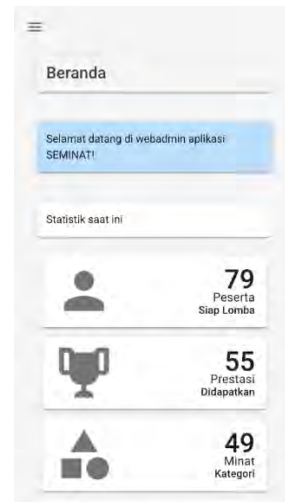 Beranda
Selamat datang di webadmin aplikasi
SEMINAT!
Statistik saat ini
79
Peserta
Siap Lomba
55
Prestasi
Didapatkan
49
Minat
Kategori